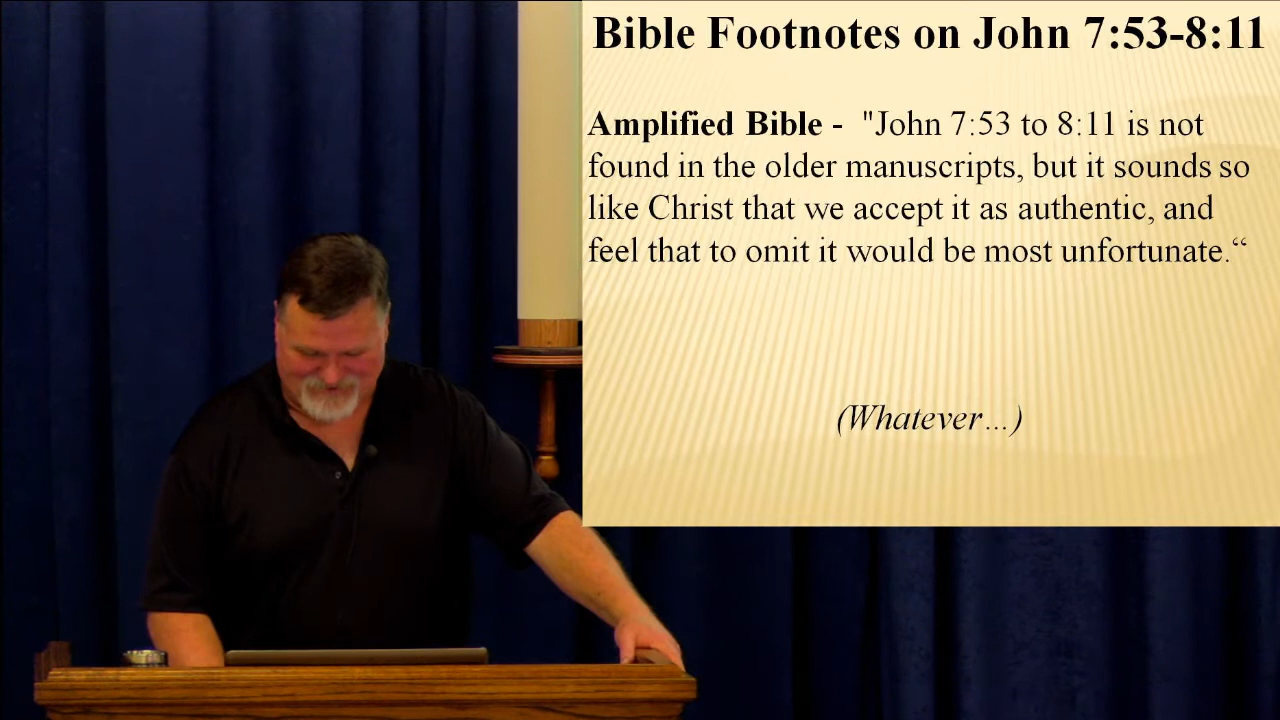 Bible Footnotes on John 7:53-8:11
Amplified Bible -  "John 7:53 to 8:11 is not
found in the older manuscripts, but it sounds so
like Christ that we accept it as authentic, and
feel that to omit it would be most unfortunate.“
(Whatever…)